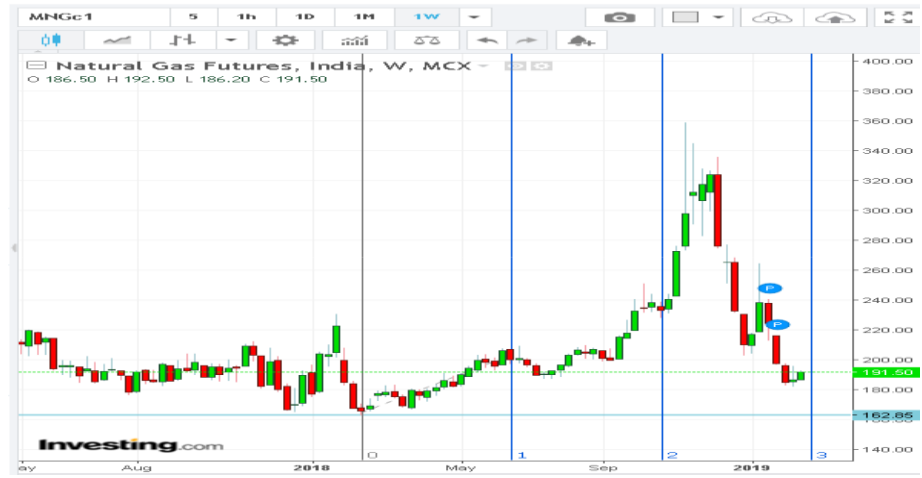 MNGc1 5 1h 1D 1M 1W
Natural Gas Futures, India, W, MCX
O 186.50 H 192.50 L 186.20 C 191.50
400.00
380.00
360.00
340.00
320.00
300.00
280.00
260.00
240.00
P
220.00
P
200.00
191.50
180.00
162.85
Investing.com
140.00
0 1 2 3
ay Aug 2018 May Sep 2019